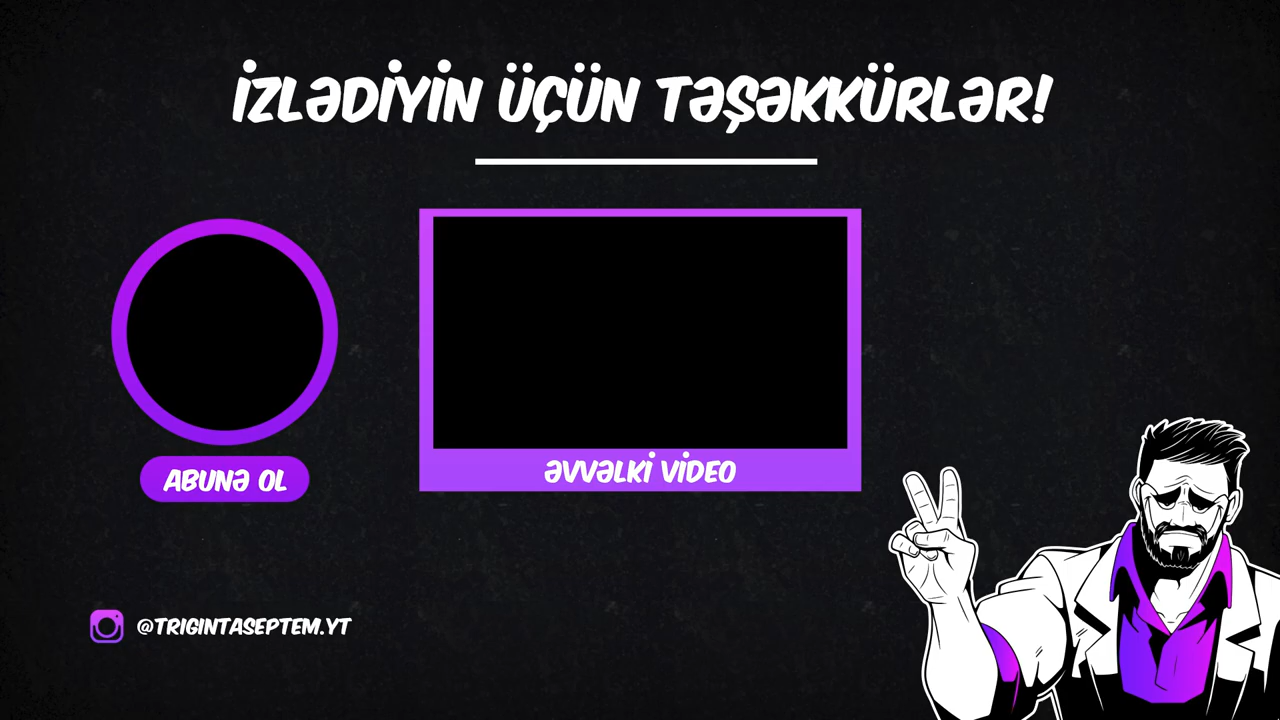 İZLƏDİYİN ÜÇÜN TƏŞƏKKÜRLƏR!
ƏVVƏLKİ VİDEO
ABUNƏ OL
@TRIGINTASEPTEM.YT